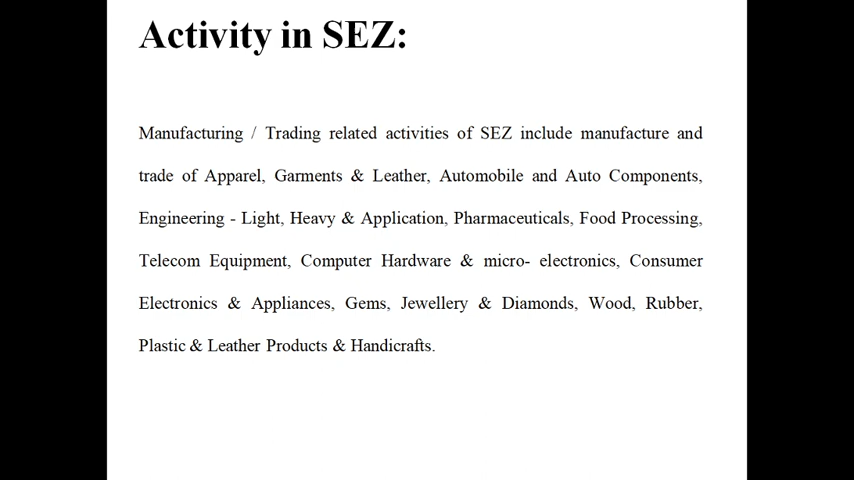 Activity in SEZ:
Manufacturing / Trading related activities of SEZ include manufacture and
trade of Apparel, Garments & Leather, Automobile and Auto Components,
Engineering - Light, Heavy & Application, Pharmaceuticals, Food Processing,
Telecom Equipment, Computer Hardware & micro- electronics, Consumer
Electronics & Appliances, Gems, Jewellery & Diamonds, Wood, Rubber,
Plastic & Leather Products & Handicrafts.